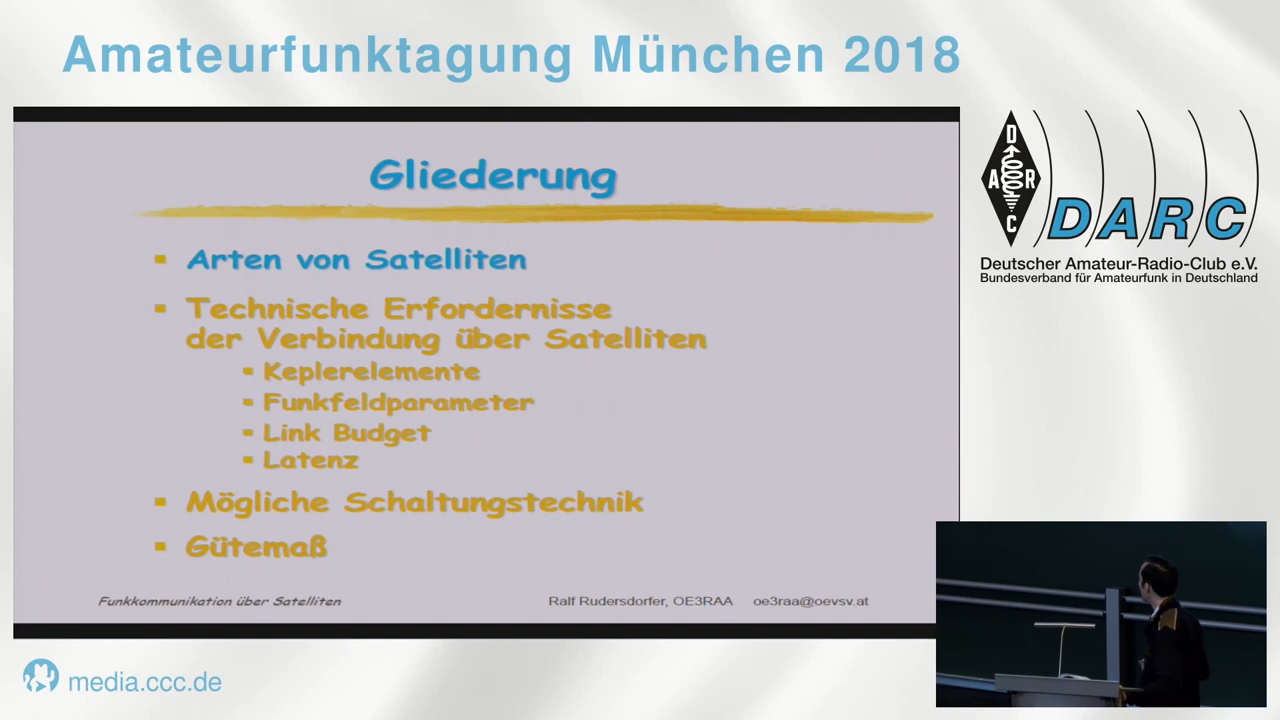 Amateurfunktagung München 2018
Gliederung
Arten von Satelliten
Technische Erfordernisse
der Verbindung über Satelliten
Keplerelemente
Funkfeldparameter
Link Budget
Latenz
Mögliche Schaltungstechnik
Gütemaß
Funkkommunikation über Satelliten
Ralf Rudersdorfer, OE3RAA oe3raa@oevsv.at
D
A R
C
DARC
Deutscher Amateur-Radio-Club e.V.
Bundesverband für Amateurfunk in Deutschland
media.ccc.de